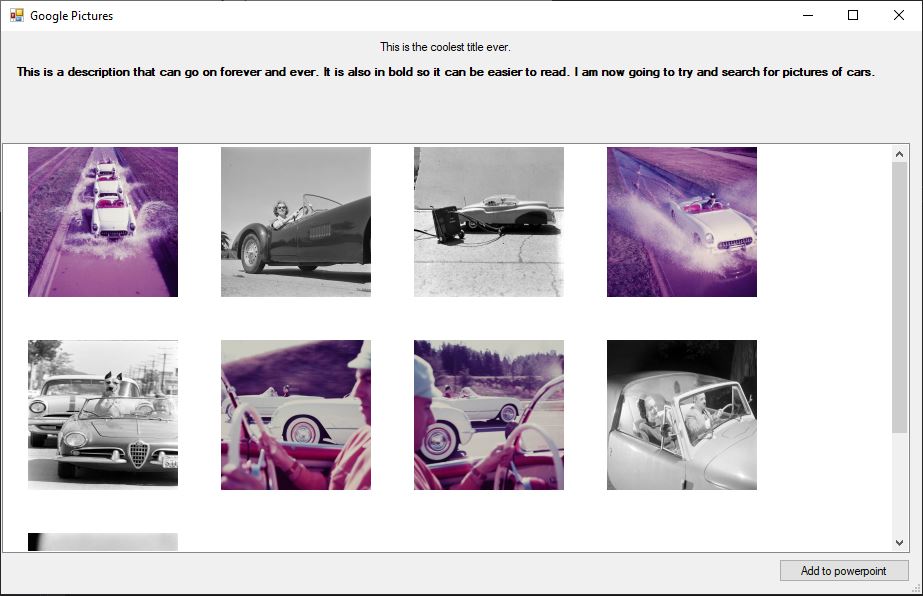 Google Pictures
This is the coolest title ever.
This is a description that can go on forever and ever. It is also in bold so it can be easier to read. I am now going to try and search for pictures of cars.
Add to powerpoint